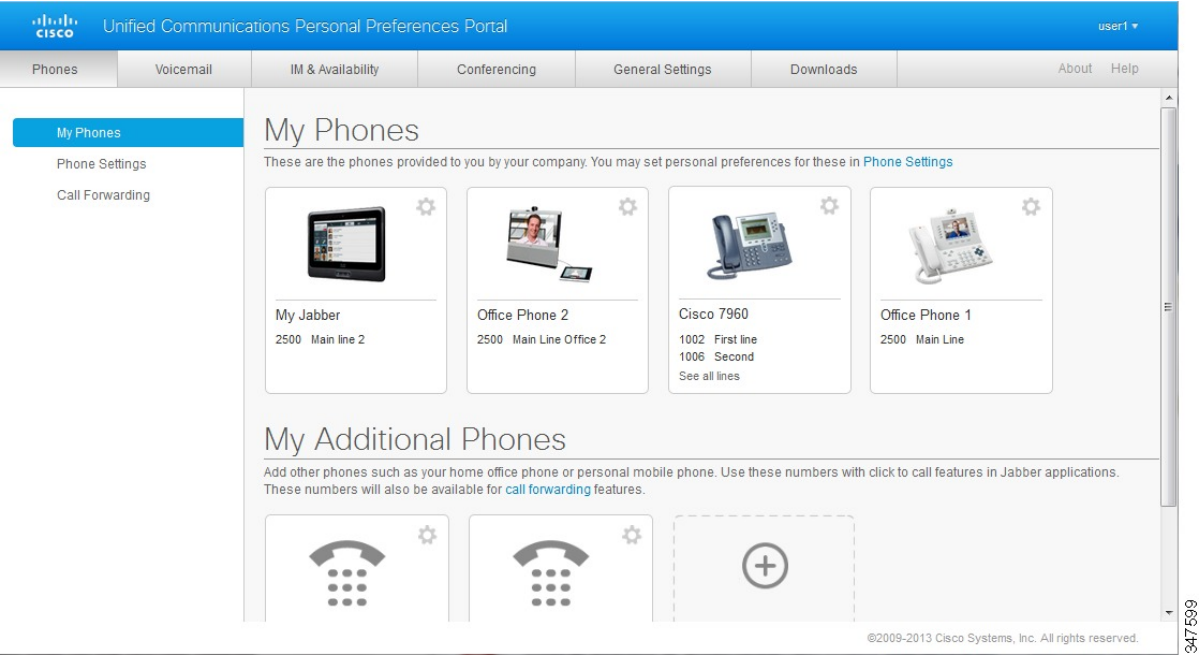 CISCO
Unified Communications Personal Preferences Portal
user1
Phones
Voicemail
IM & Availability
Conferencing
General Settings
Downloads
About
Help
My Phones
Phone Settings
Call Forwarding
My Phones
These are the phones provided to you by your company. You may set personal preferences for these in Phone Settings
My Jabber
2500 Main line 2
Office Phone 2
2500 Main Line Office 2
Cisco 7960
1002 First line
1006 Second
See all lines
Office Phone 1
2500 Main Line
My Additional Phones
Add other phones such as your home office phone or personal mobile phone. Use these numbers with click to call features in Jabber applications.
These numbers will also be available for call forwarding features.
©2009-2013 Cisco Systems, Inc. All rights reserved.
347599